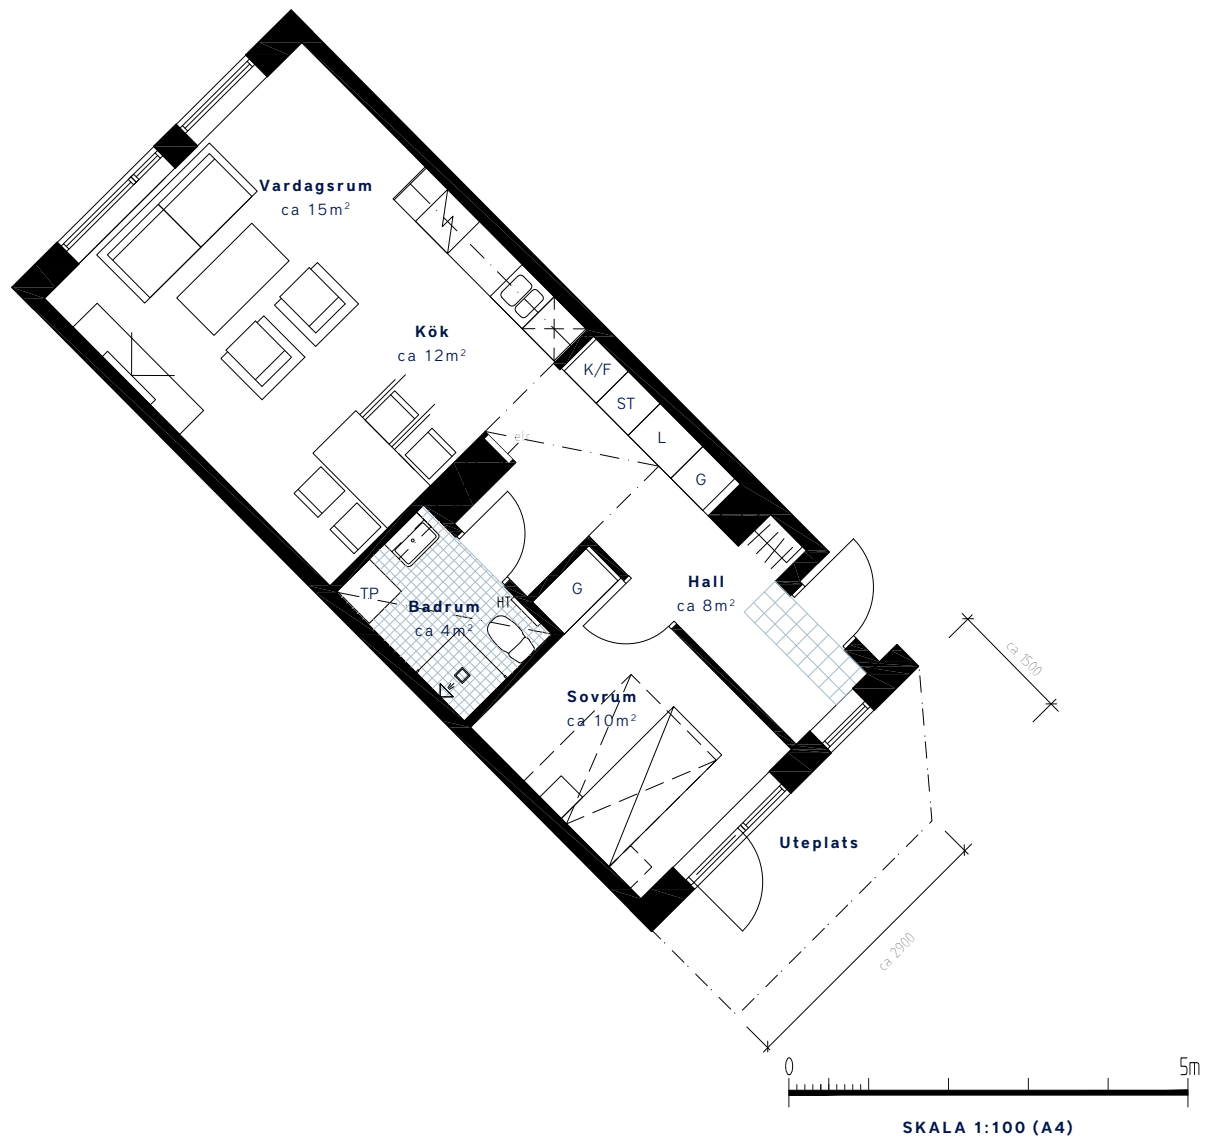 Vardagsrum
ca 15m²
Kök
ca 12m²
K/F
ST
L
G
elc
T.P
Badrum
ca 4m²
HT
G
Hall
ca 8m²
Sovrum
ca 10m²
Uteplats
ca 1500
ca 2900
0
5m
SKALA 1:100 (A4)